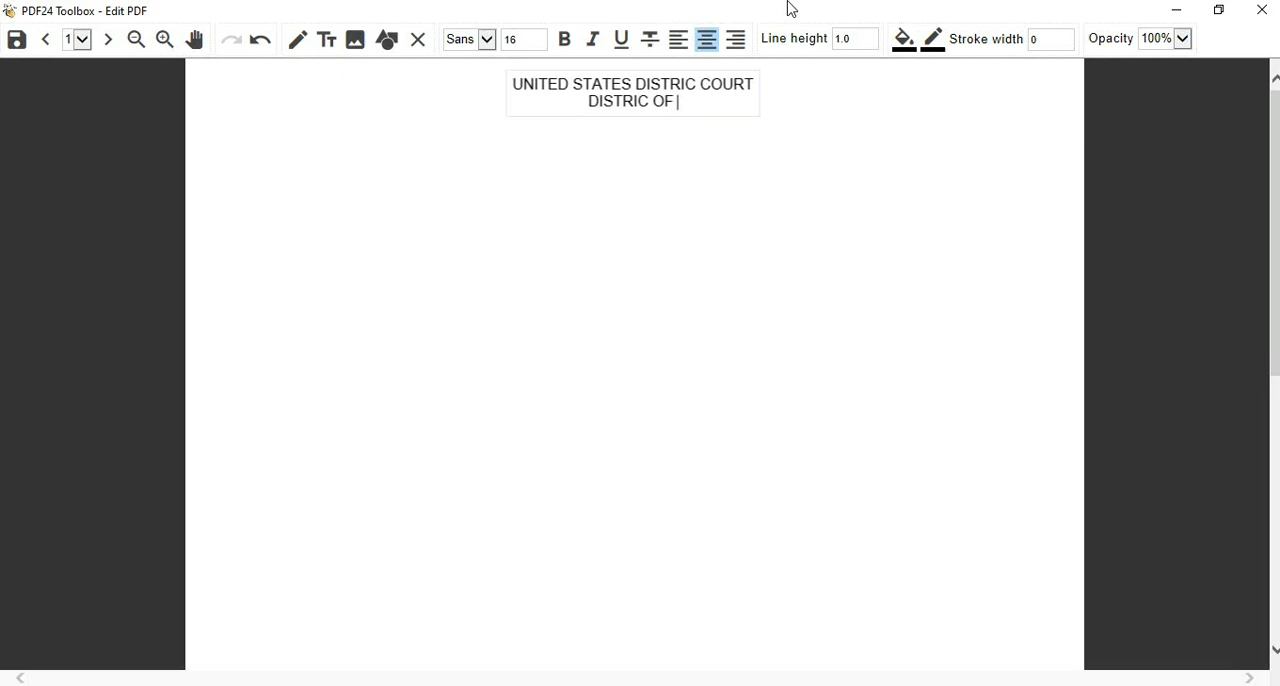 PDF24 Toolbox - Edit PDF
1 Sans 16 B I U Line height 1.0 Stroke width 0 Opacity 100%
UNITED STATES DISTRIC COURT
DISTRIC OF